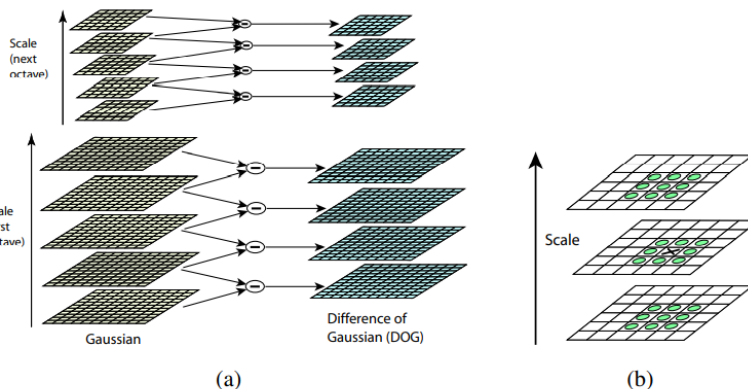 Scale
(next
octave)
Gaussian
Difference of
Gaussian (DOG)
(a)
Scale
(b)